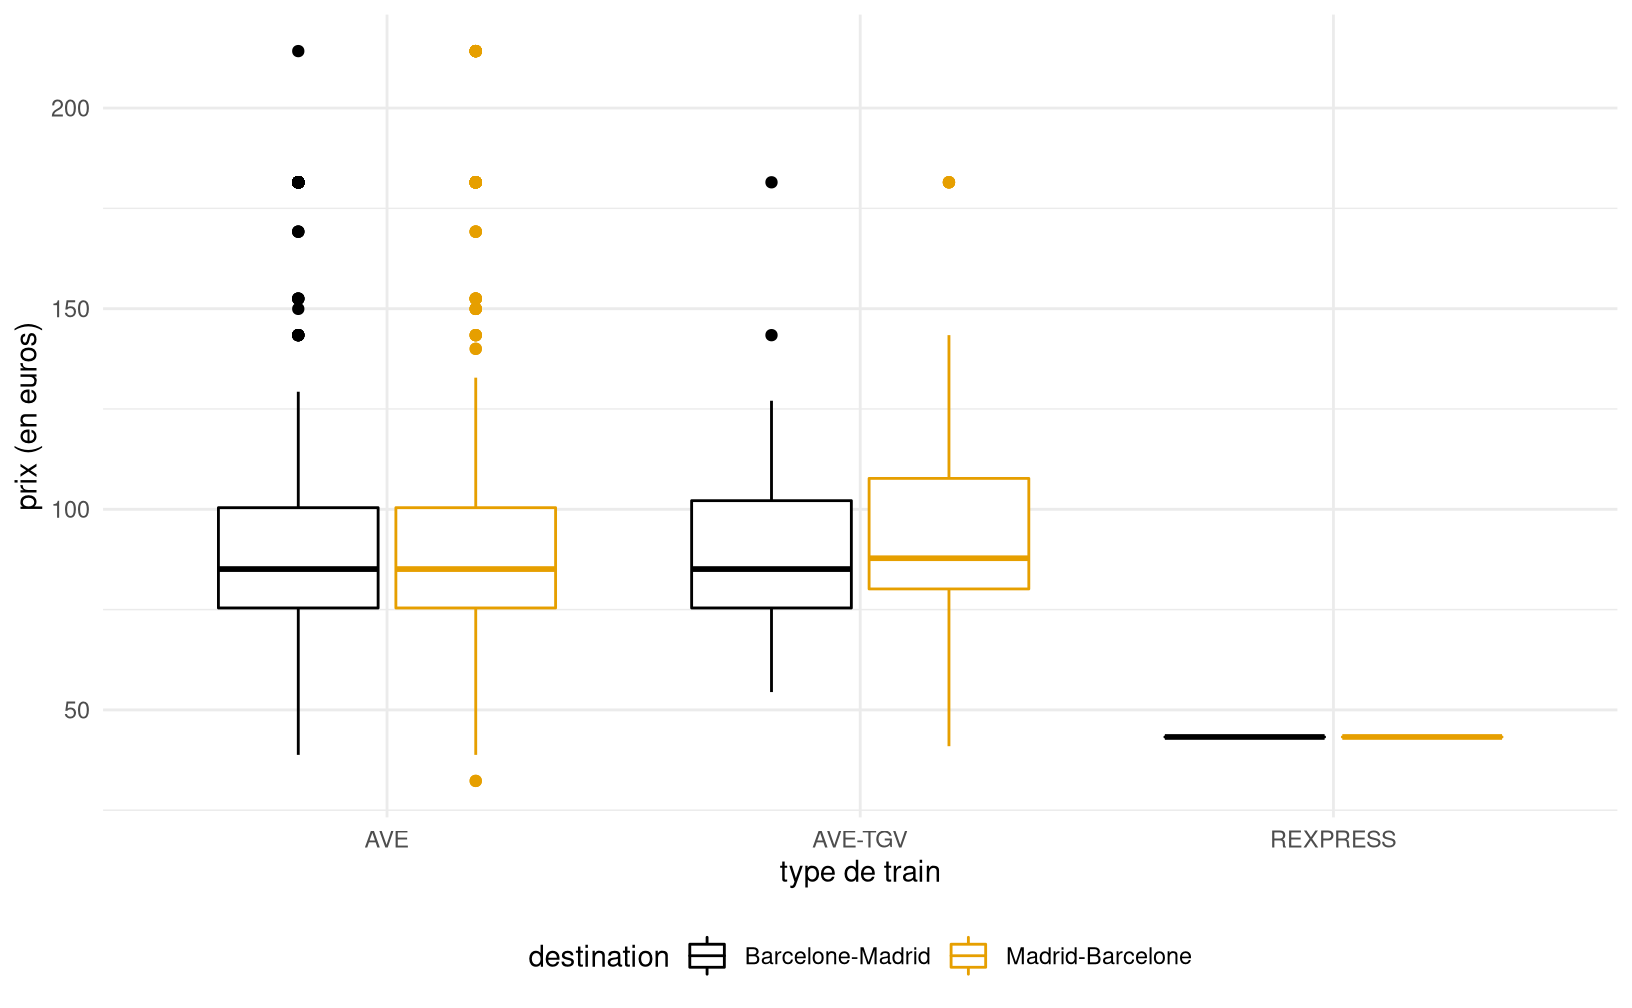 prix (en euros)
200
150
100
50
AVE
AVE-TGV
REXPRESS
type de train
destination
Barcelone-Madrid
Madrid-Barcelone